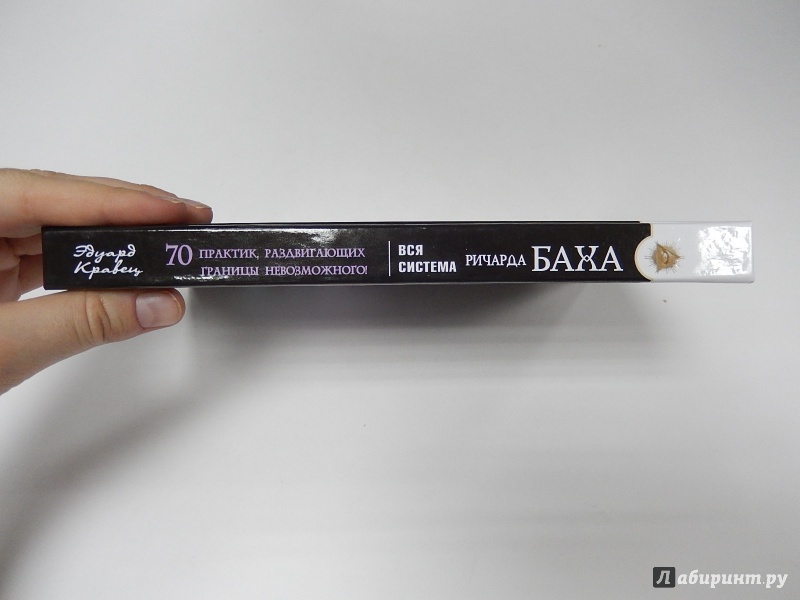 Эдуард
Кравец
70 ПРАКТИК, РАЗДВИГАЮЩИХ
ГРАНИЦЫ НЕВОЗМОЖНОГО!
ВСЯ
СИСТЕМА
РИЧАРДА БАХА
Лабиринт.ру